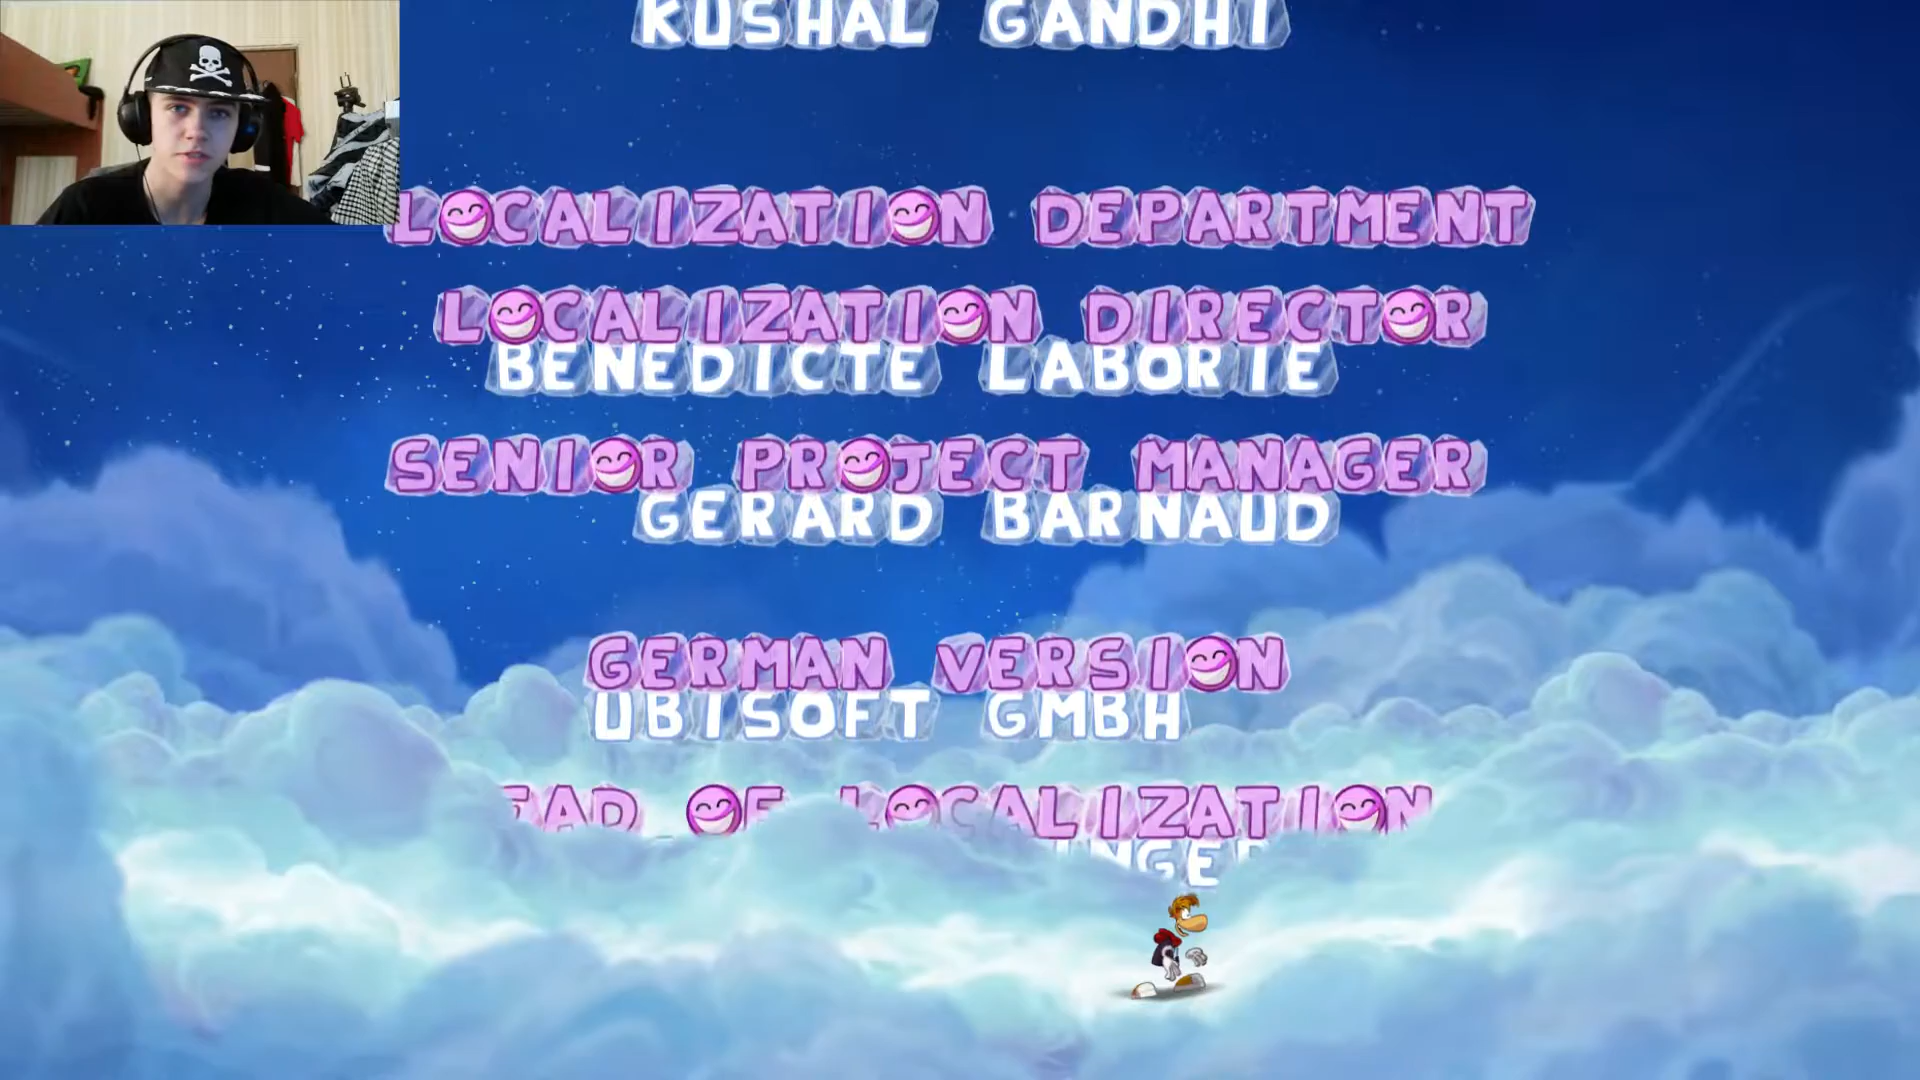 KUSHAL GANDHI
LOCALIZATION DEPARTMENT
LOCALIZATION DIRECTOR
BENEDICTE LABORIE
SENIOR PROJECT MANAGER
GERARD BARNAUD
GERMAN VERSION
UBISOFT GMBH
OF LOCALIZATION